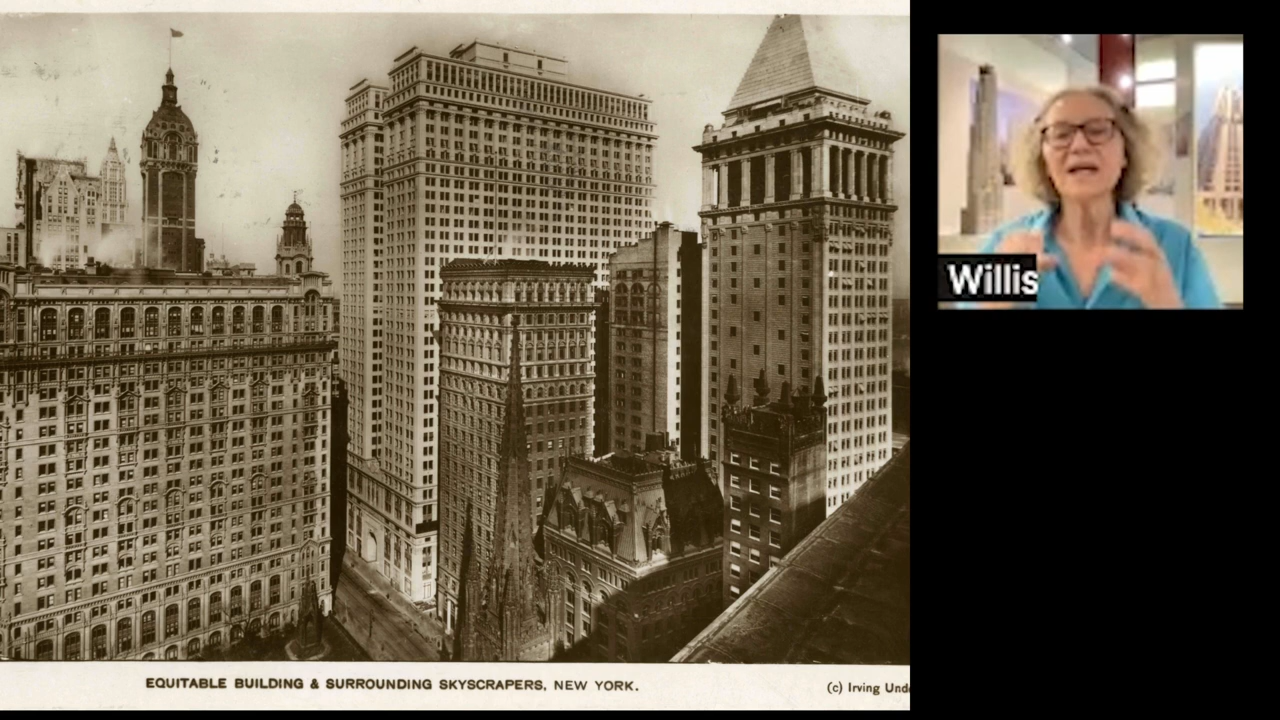 Willis
EQUITABLE BUILDING & SURROUNDING SKYSCRAPERS, NEW YORK.
(c) Irving Und